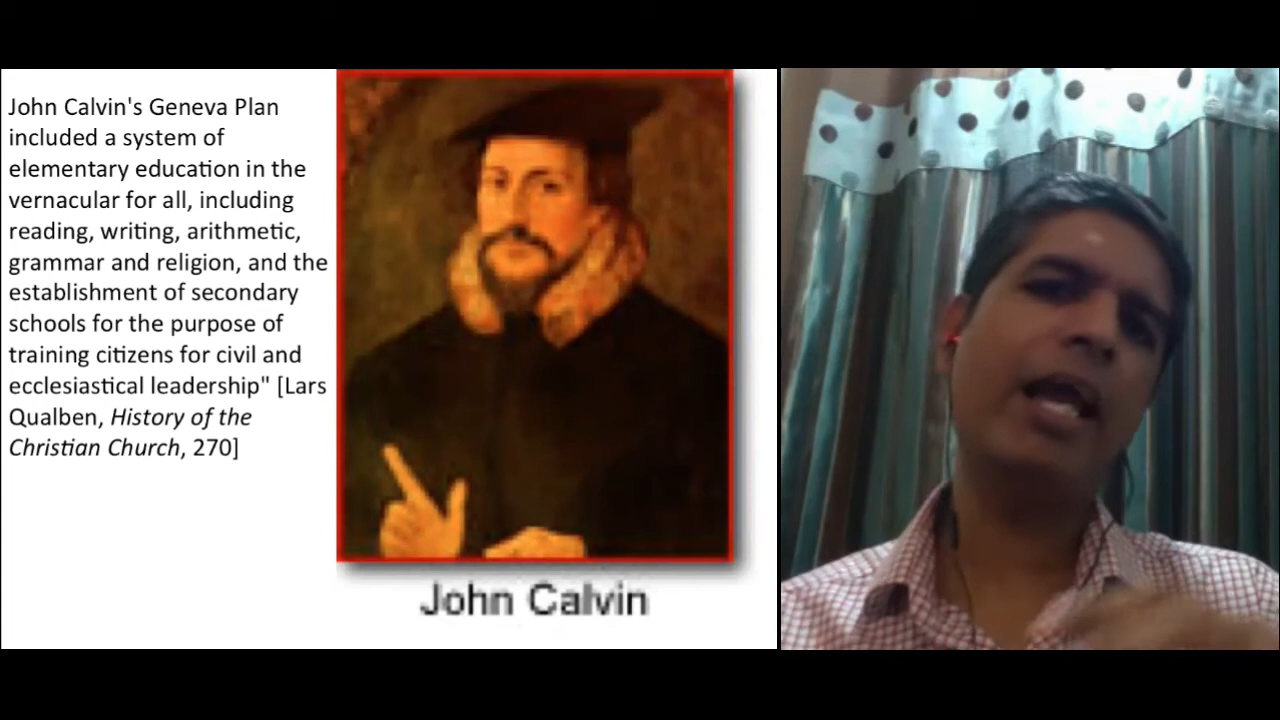 John Calvin's Geneva Plan
included a system of
elementary education in the
vernacular for all, including
reading, writing, arithmetic,
grammar and religion, and the
establishment of secondary
schools for the purpose of
training citizens for civil and
ecclesiastical leadership" [Lars
Qualben, History of the
Christian Church, 270]
John Calvin